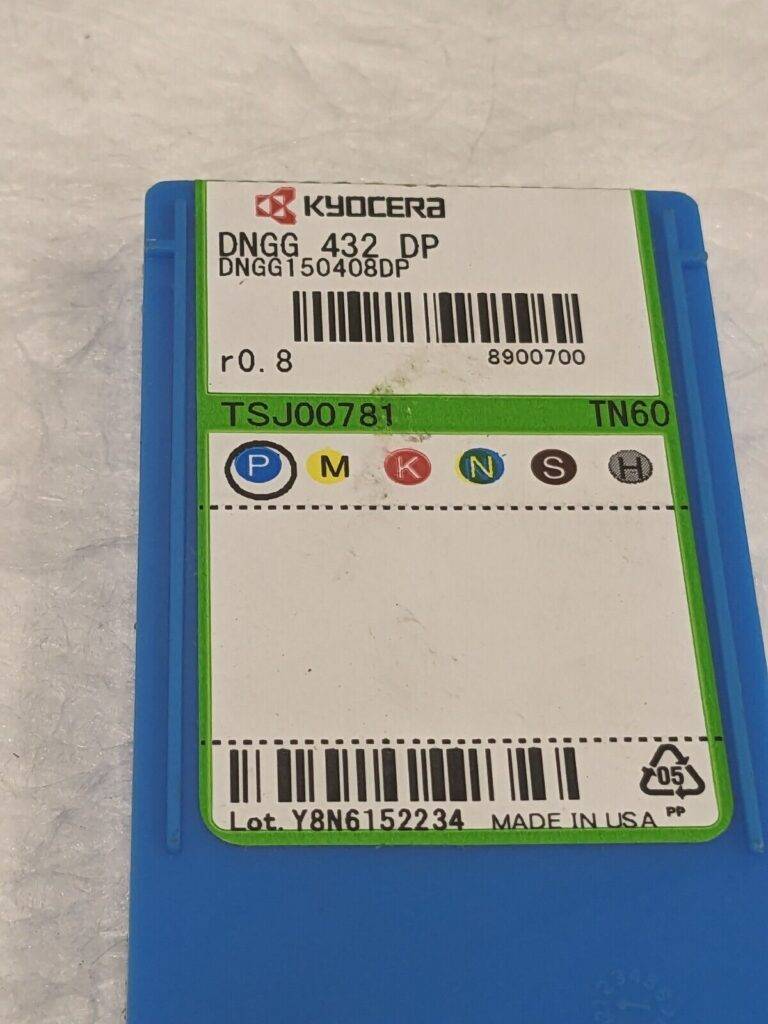 KYOCERA
DNGG 432 DP
DNGG150408DP
r0.8 8900700
TSJ00781 TN60
P M K N S H
05
PP
Lot. Y8N6152234 MADE IN USA